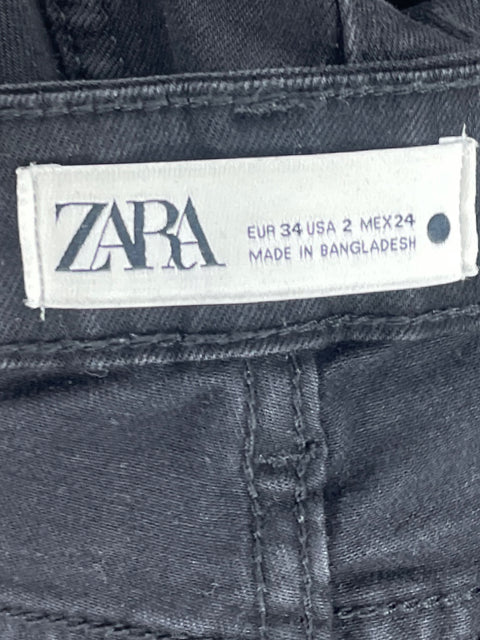 ZARA
EUR 34 USA 2 MEX 24
MADE IN BANGLADESH